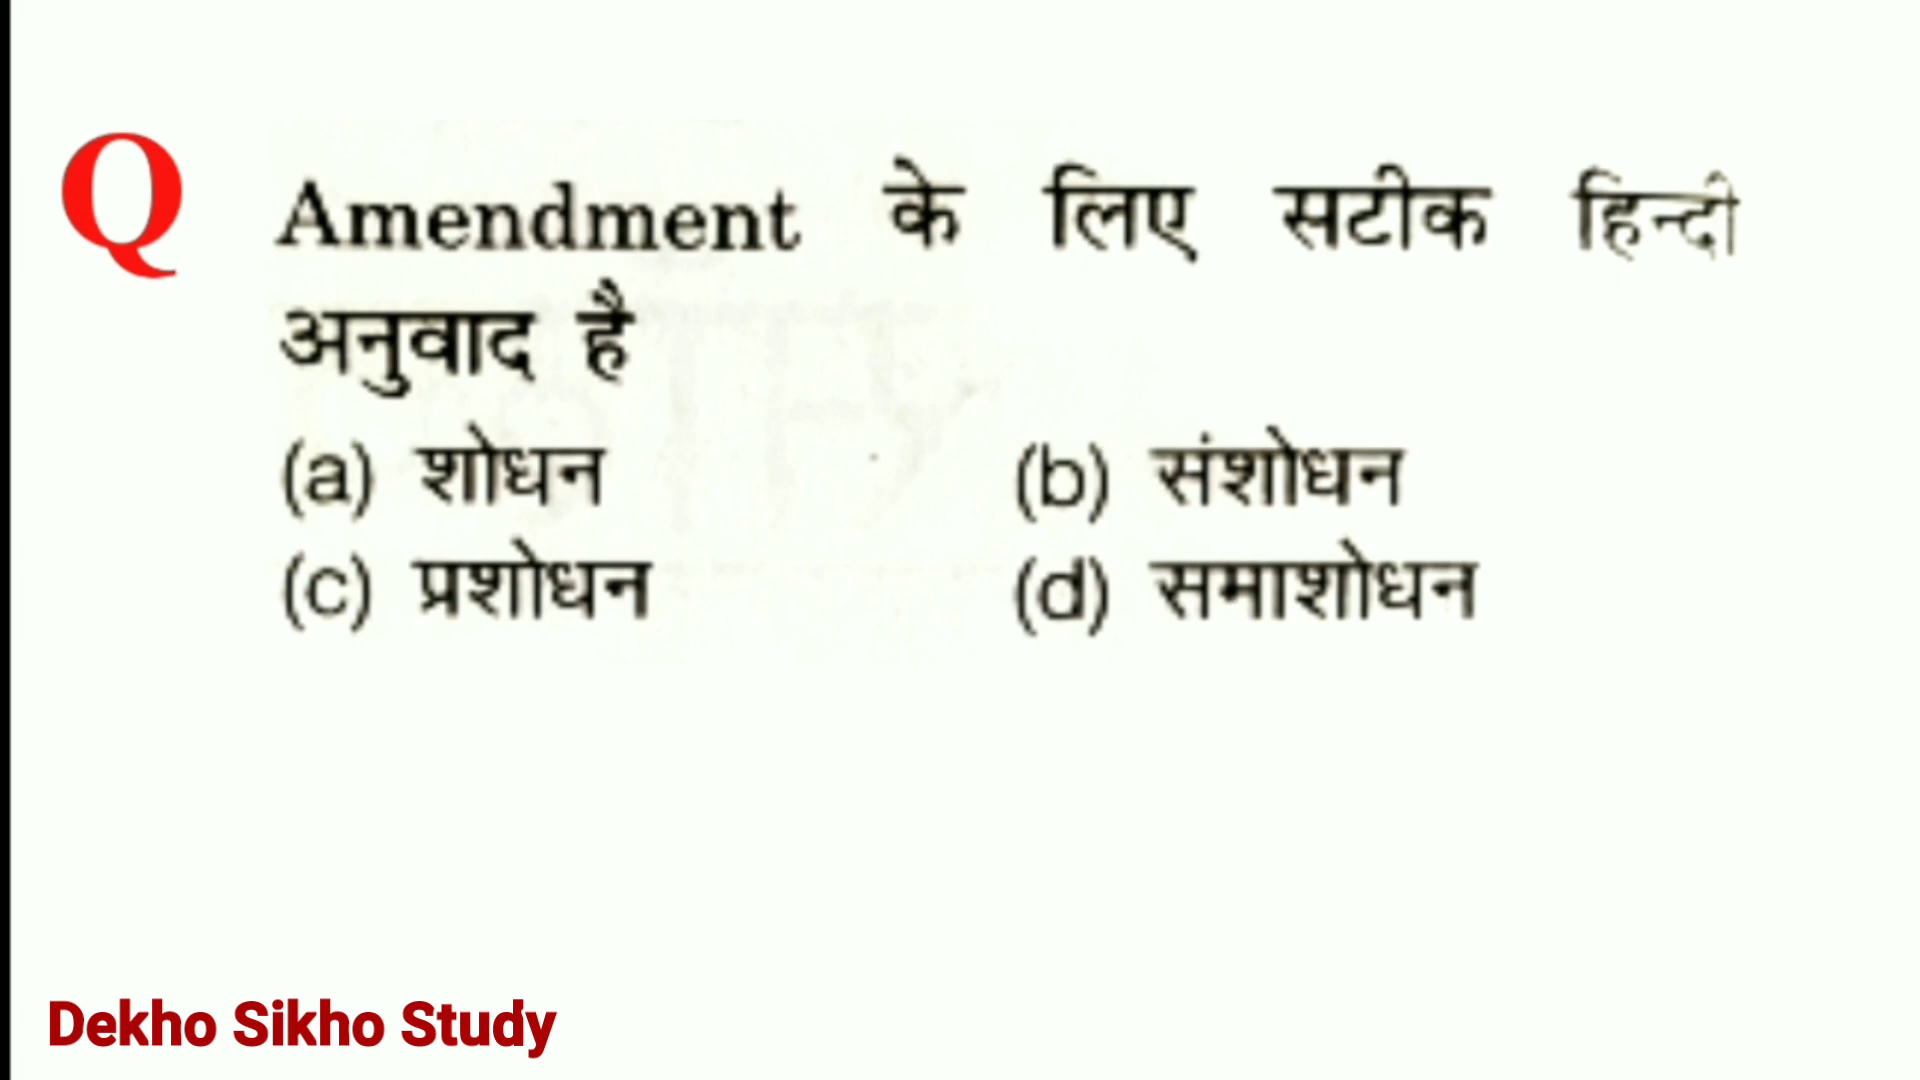 Q Amendment के लिए सटीक हिन्दी
अनुवाद है
(a) शोधन (b) संशोधन
(c) प्रशोधन (d) समाशोधन
Dekho Sikho Study